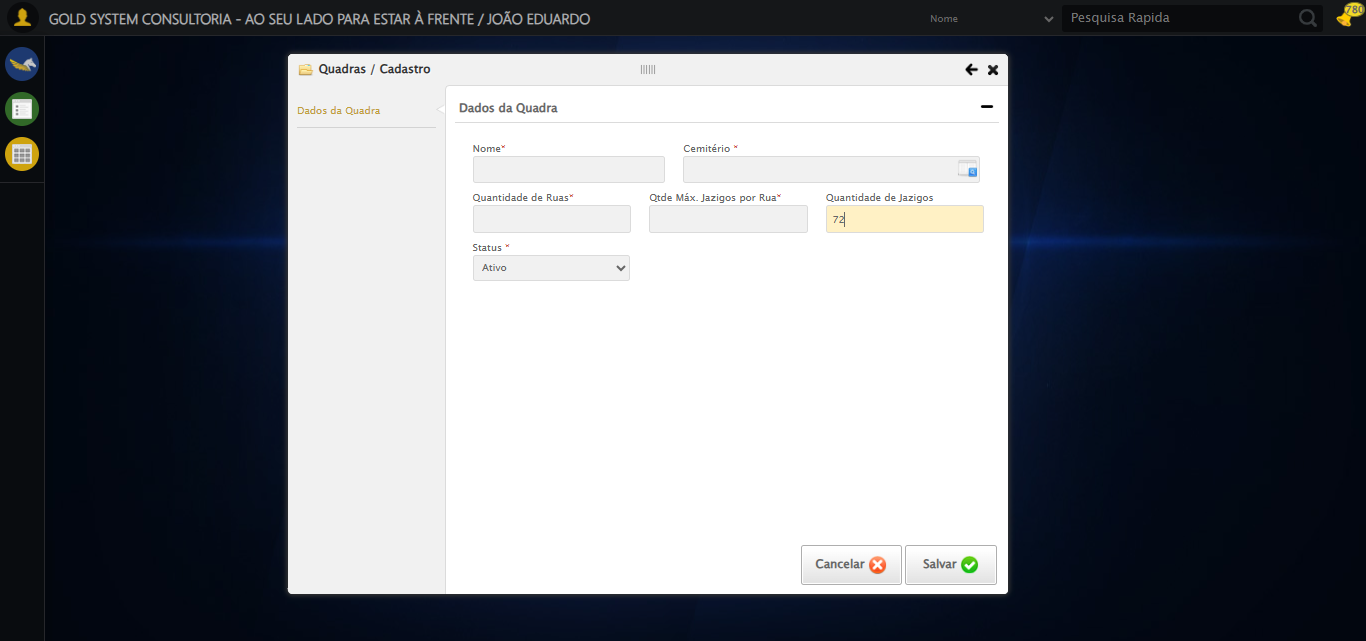 GOLD SYSTEM CONSULTORIA - AO SEU LADO PARA ESTAR À FRENTE / JOÃO EDUARDO
Nome
Pesquisa Rapida
780
Quadras / Cadastro
Dados da Quadra
Dados da Quadra
Nome*
Cemitério *
Quantidade de Ruas*
Qtde Máx. Jazigos por Rua*
Quantidade de Jazigos
72
Status *
Ativo
Cancelar
Salvar